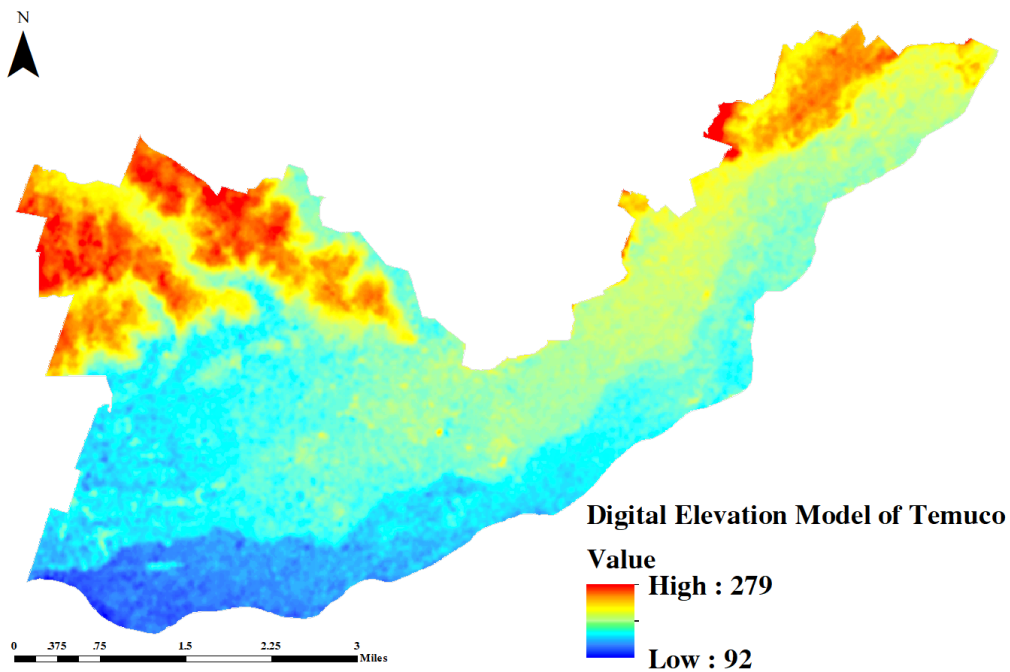 N
Digital Elevation Model of Temuco
Value
High : 279
Low : 92
0 .375 .75 1.5 2.25 3
Miles